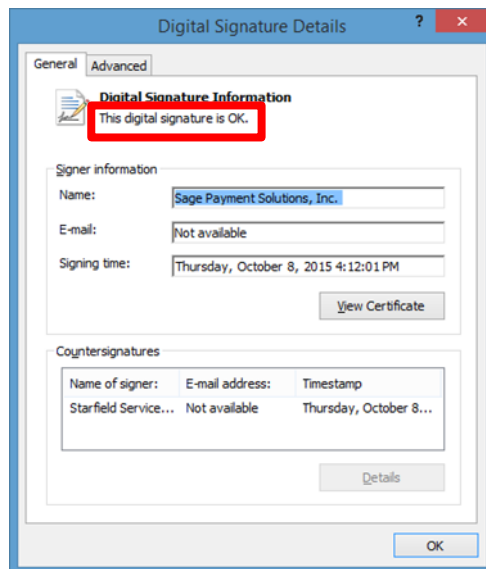 Digital Signature Details
? ×
General Advanced
Digital Signature Information
This digital signature is OK.
Signer information
Name: Sage Payment Solutions, Inc.
E-mail: Not available
Signing time: Thursday, October 8, 2015 4:12:01 PM
View Certificate
Countersignatures
Name of signer: E-mail address: Timestamp
Starfield Service... Not available Thursday, October 8...
Details
OK